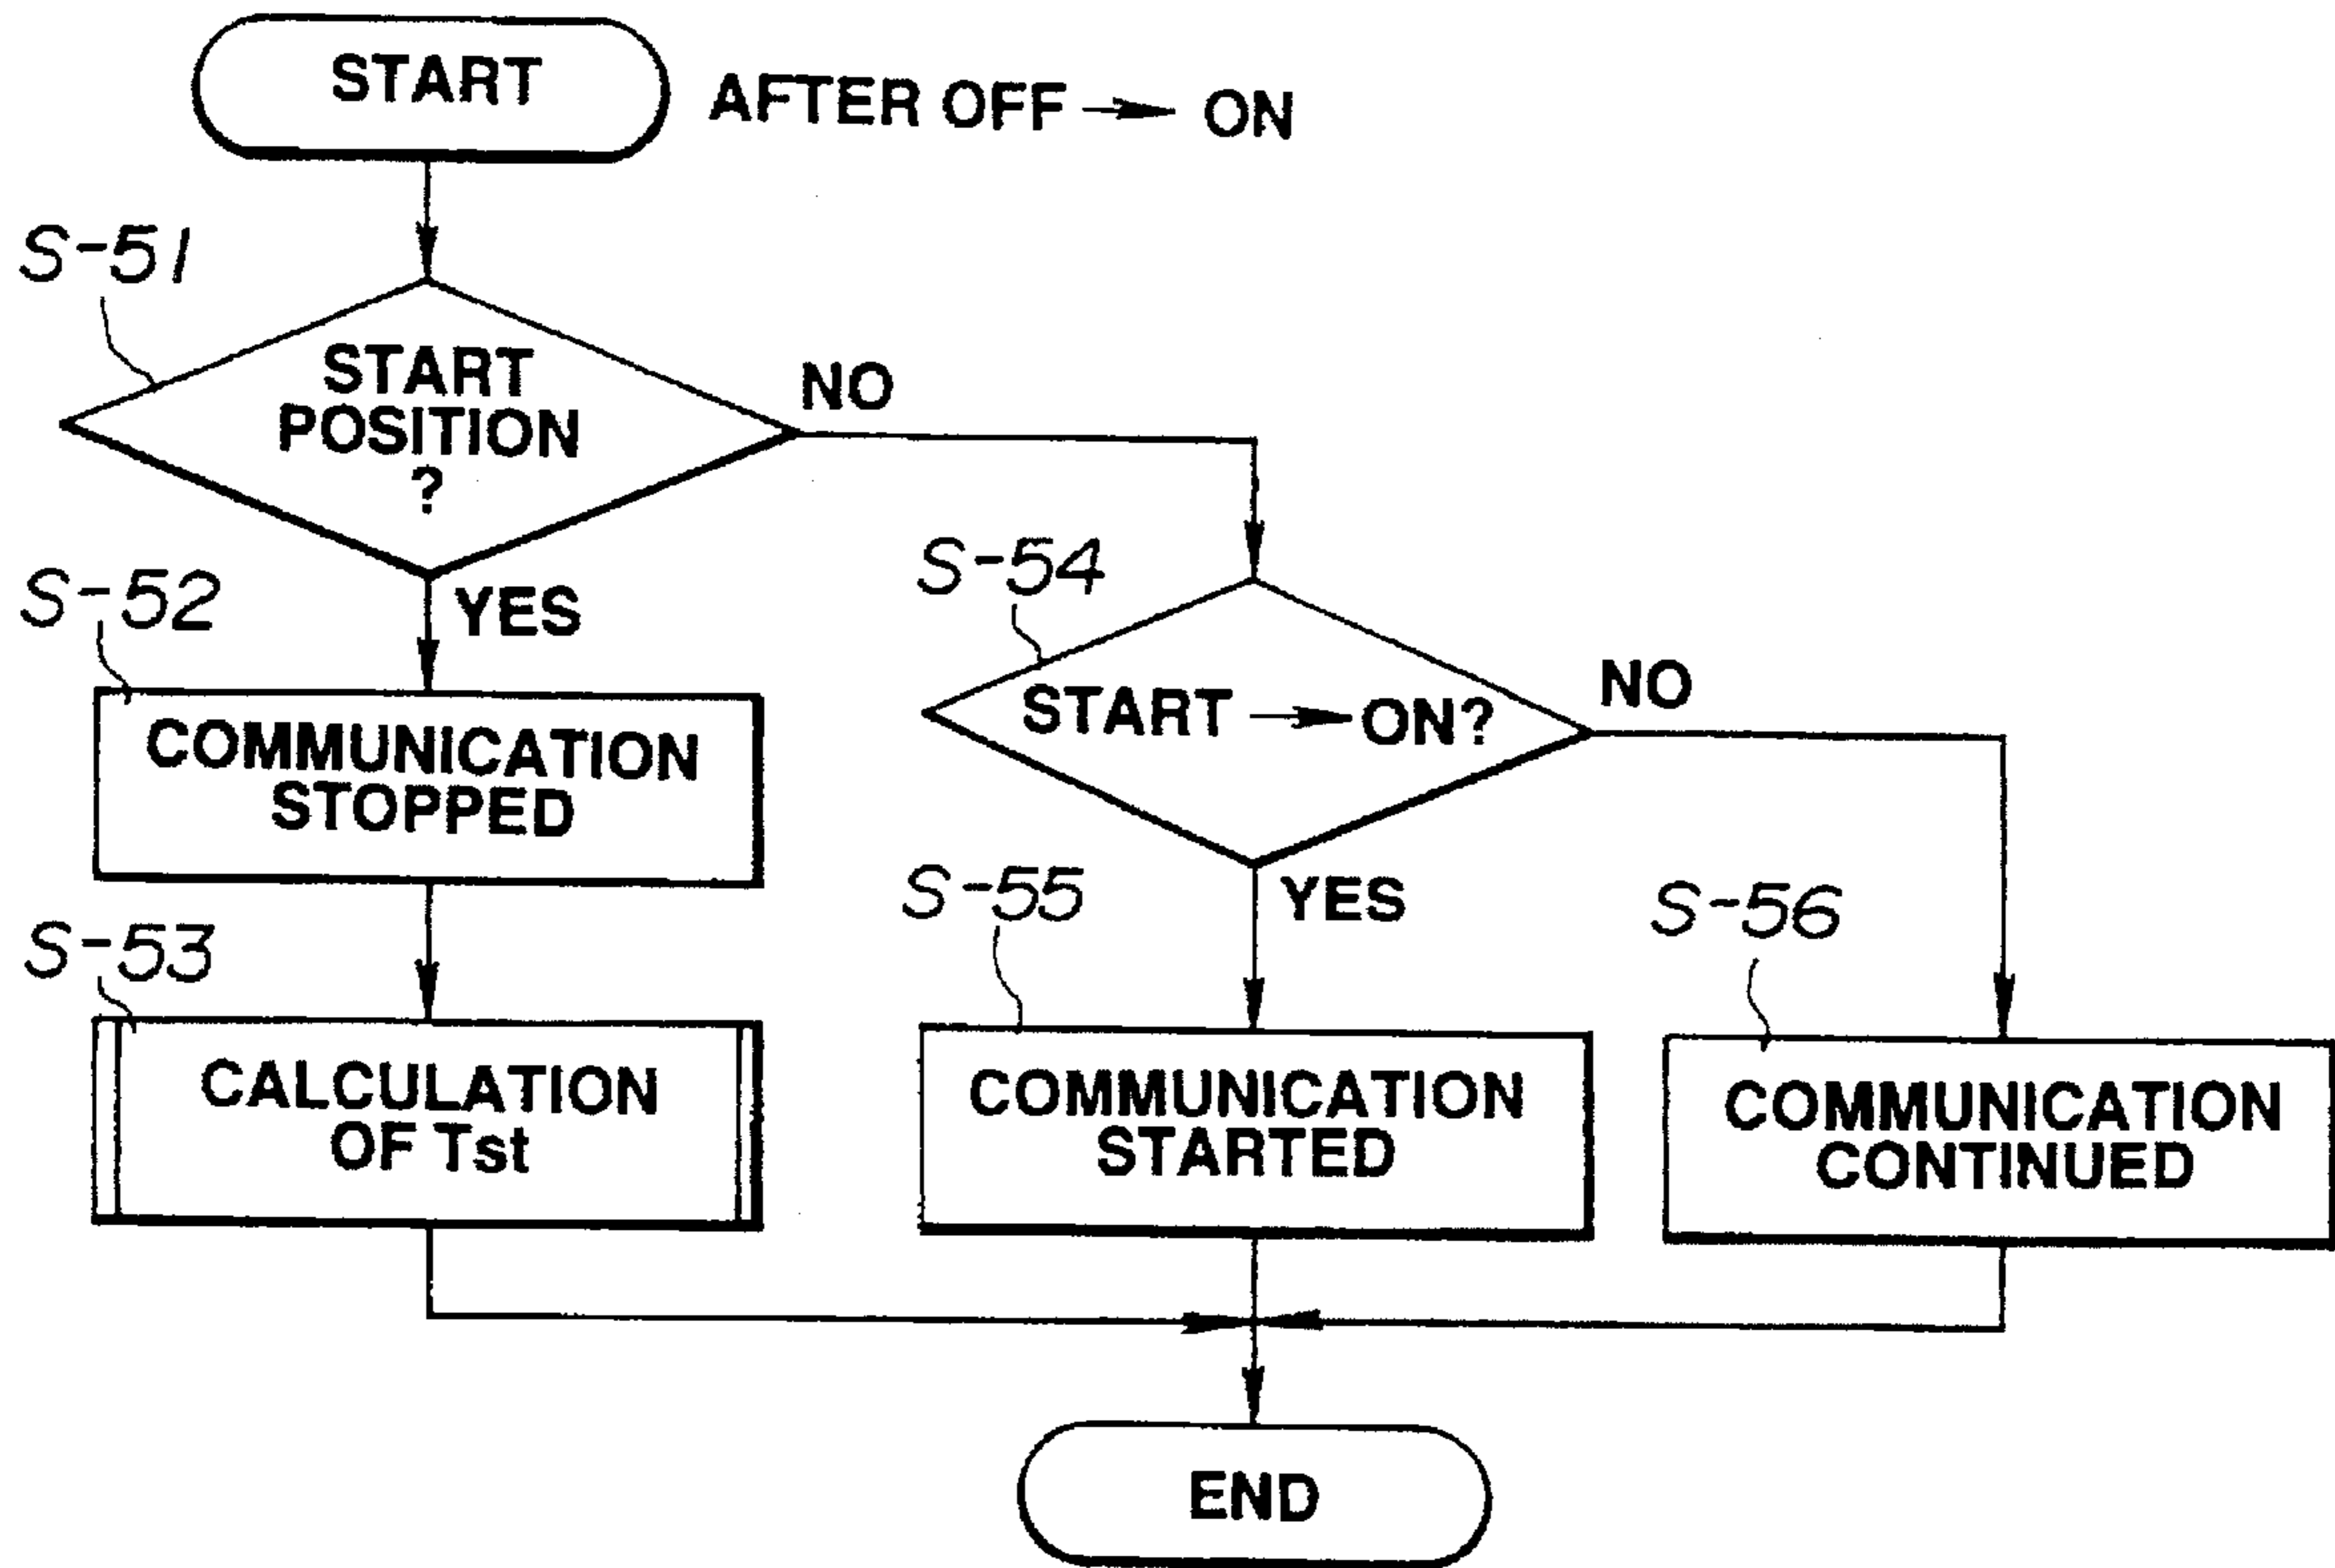 START
AFTER OFF → ON
S-51
START
POSITION
?
NO
YES
S-52
COMMUNICATION
STOPPED
S-53
CALCULATION
OF Tst
S-54
START → ON?
NO
YES
S-55
COMMUNICATION
STARTED
S-56
COMMUNICATION
CONTINUED
END